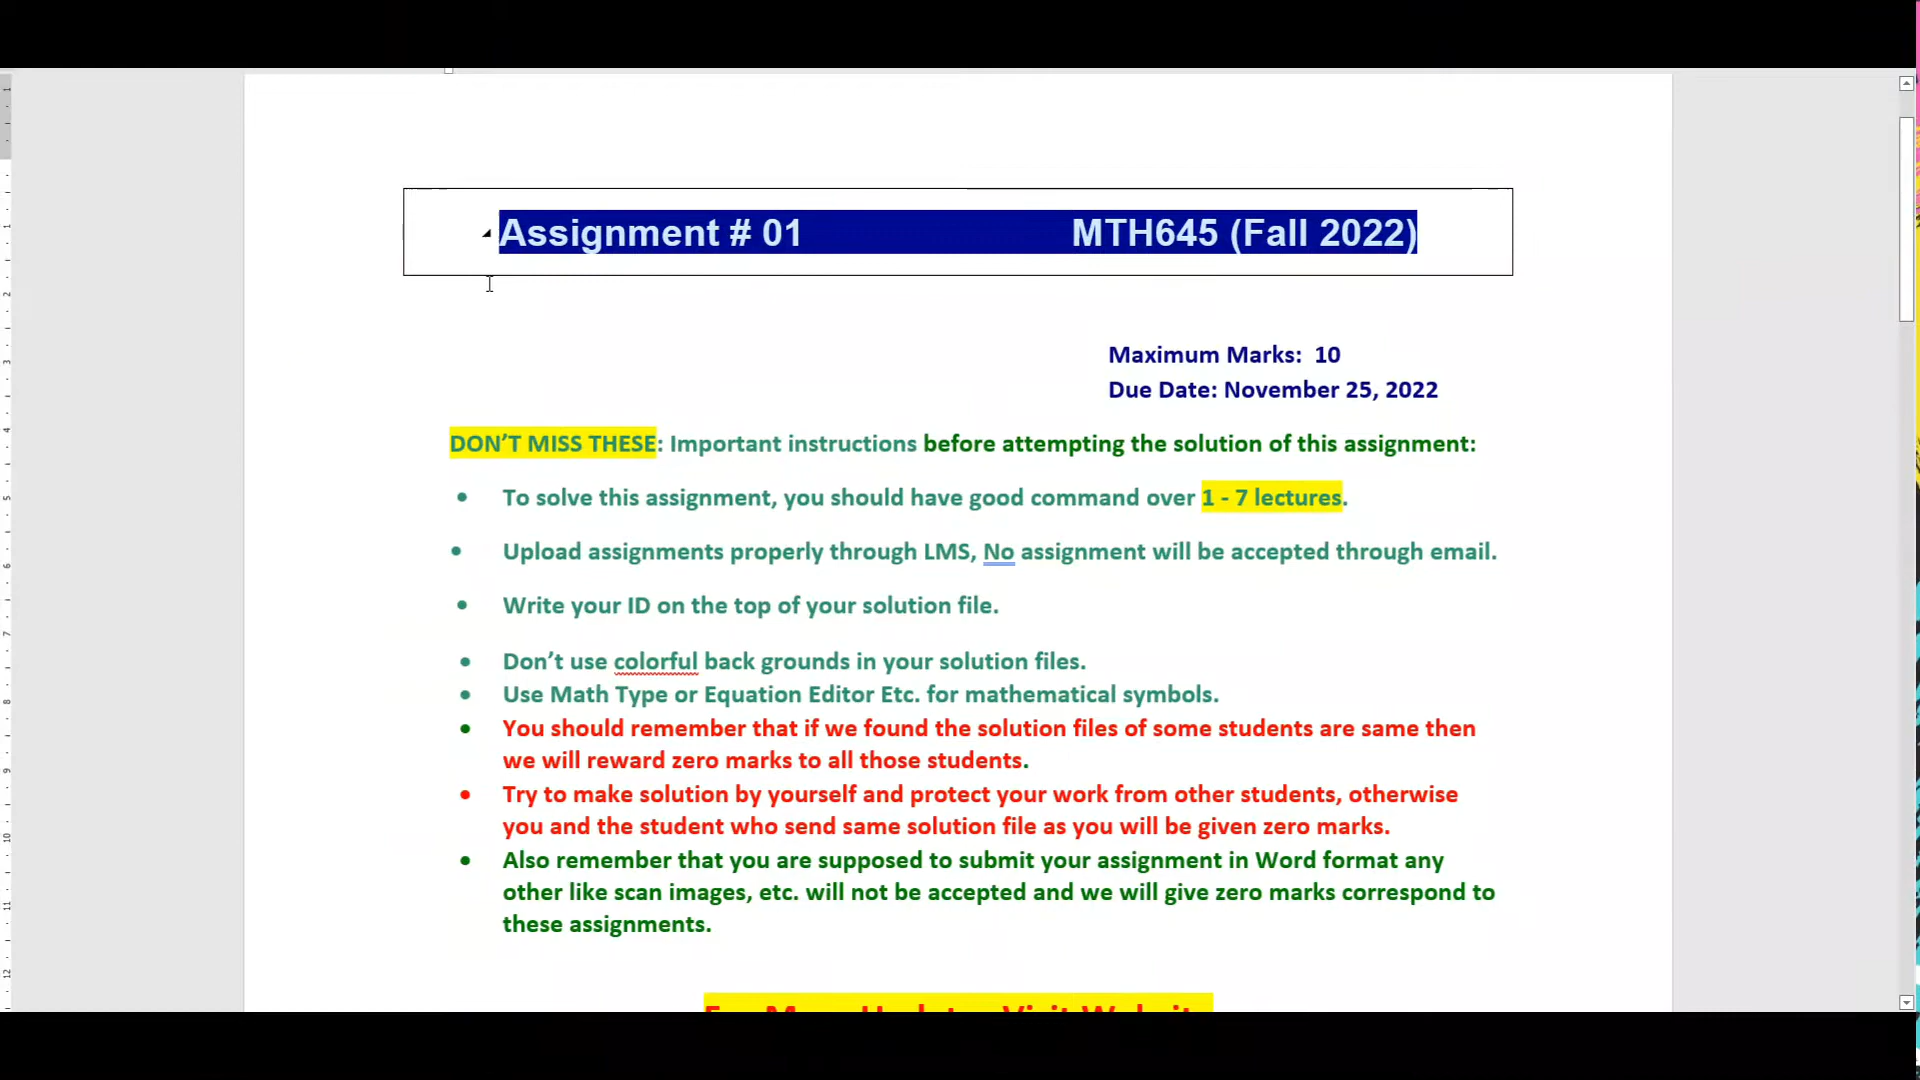 Assignment # 01 MTH645 (Fall 2022)
Maximum Marks: 10
Due Date: November 25, 2022
DON’T MISS THESE: Important instructions before attempting the solution of this assignment:
• To solve this assignment, you should have good command over 1 - 7 lectures.
• Upload assignments properly through LMS, No assignment will be accepted through email.
• Write your ID on the top of your solution file.
• Don’t use colorful back grounds in your solution files.
• Use Math Type or Equation Editor Etc. for mathematical symbols.
• You should remember that if we found the solution files of some students are same then
we will reward zero marks to all those students.
• Try to make solution by yourself and protect your work from other students, otherwise
you and the student who send same solution file as you will be given zero marks.
• Also remember that you are supposed to submit your assignment in Word format any
other like scan images, etc. will not be accepted and we will give zero marks correspond to
these assignments.